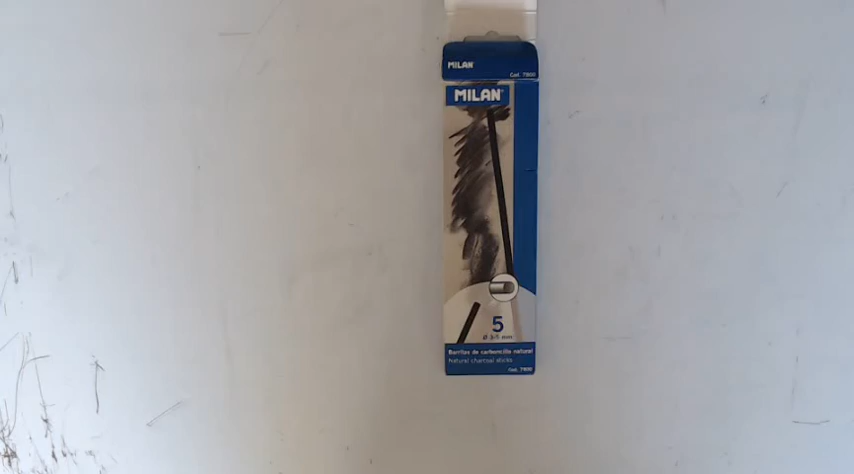 MILAN
MILAN
5
Barritas de carboncillo natural
Natural charcoal sticks